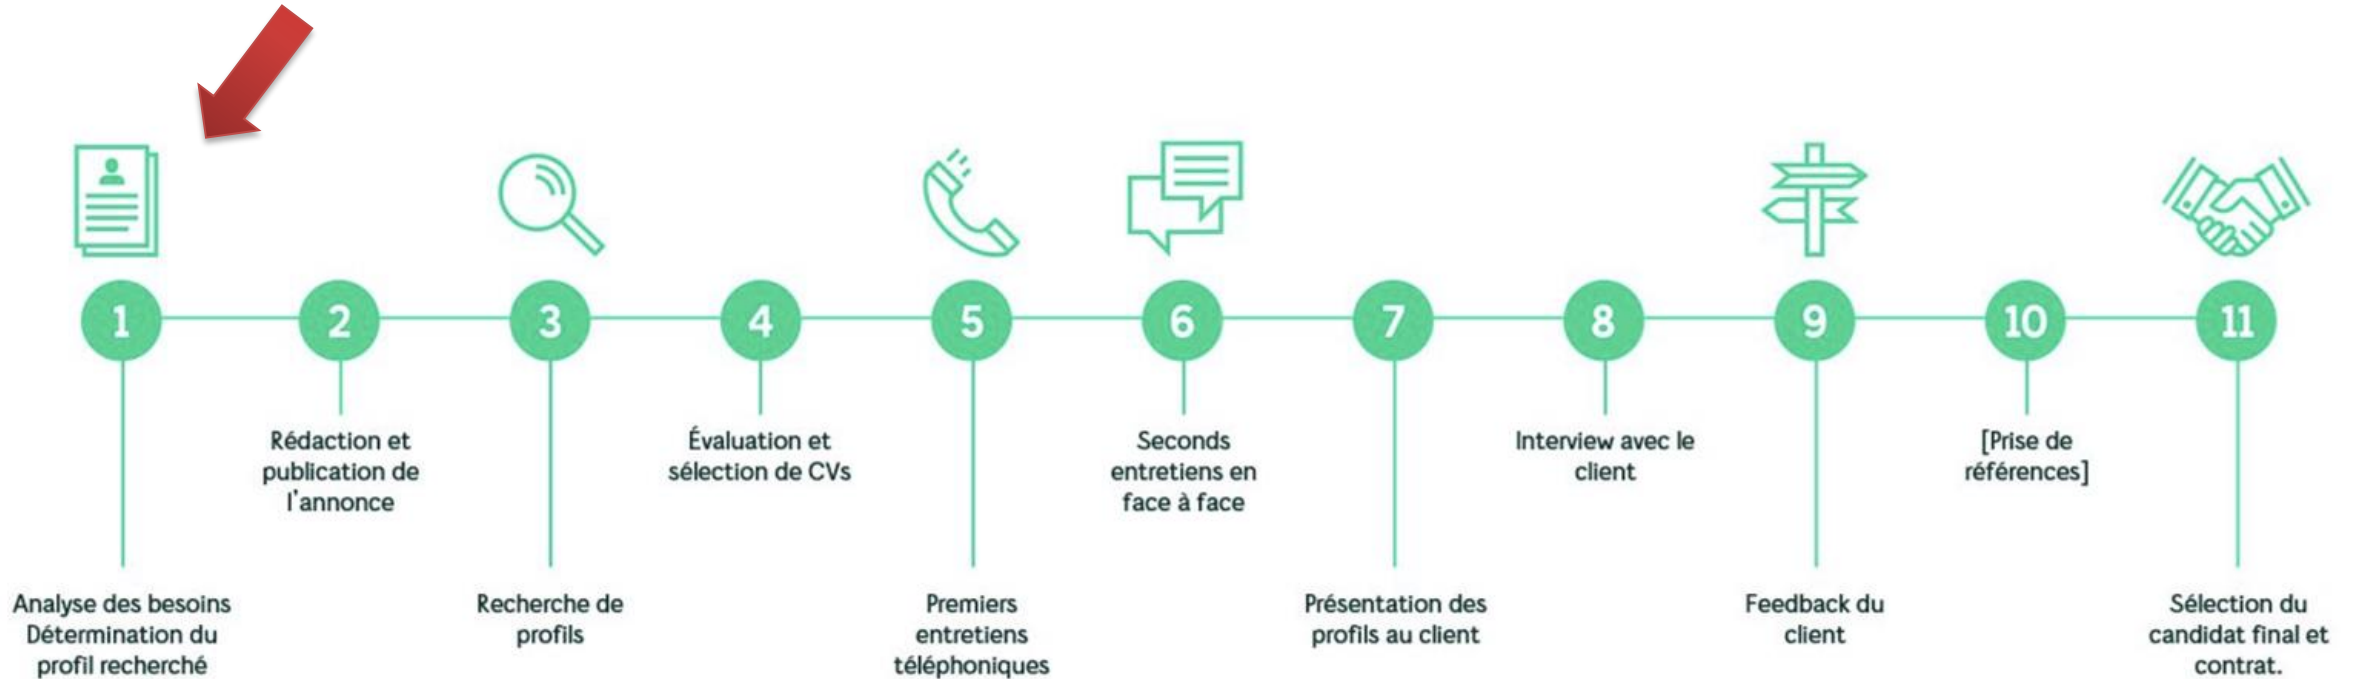 1
2
3
4
5
6
7
8
9
10
11
Analyse des besoins
Détermination du
profil recherché
Rédaction et
publication de
l'annonce
Recherche de
profils
Évaluation et
sélection de CVs
Premiers
entretiens
téléphoniques
Seconds
entretiens en
face à face
Présentation des
profils au client
Interview avec le
client
Feedback du
client
[Prise de
références]
Sélection du
candidat final et
contrat.